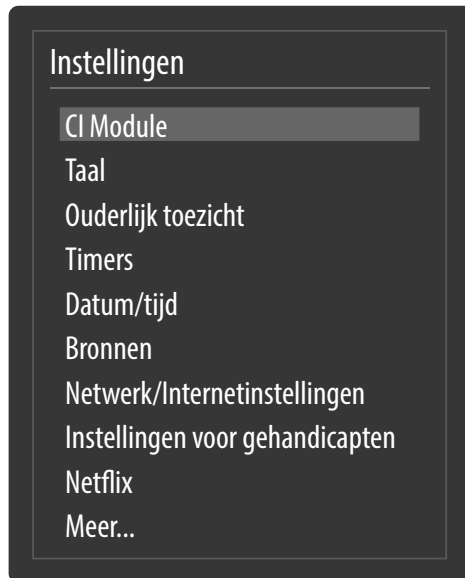 Instellingen
CI Module
Taal
Ouderlijk toezicht
Timers
Datum/tijd
Bronnen
Netwerk/Internetinstellingen
Instellingen voor gehandicapten
Netflix
Meer...